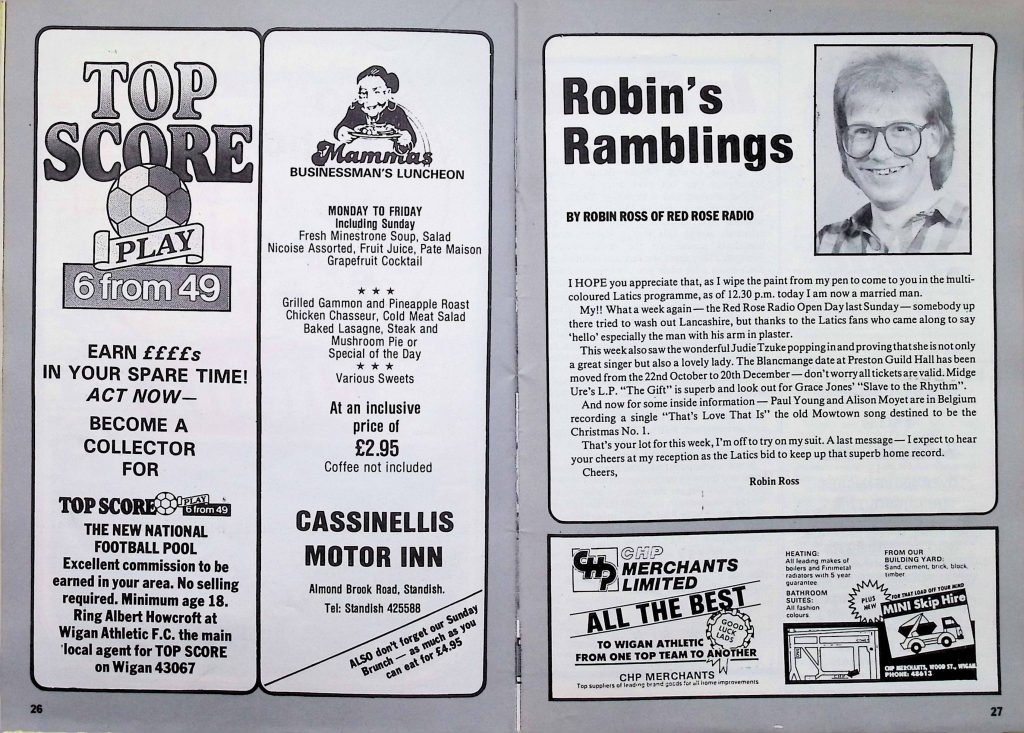 TOP
SCORE
PLAY
6 from 49
EARN ££££s
IN YOUR SPARE TIME!
ACT NOW—
BECOME A
COLLECTOR
FOR
TOP SCORE PLAY
6 from 49
THE NEW NATIONAL
FOOTBALL POOL
Excellent commission to be
earned in your area. No selling
required. Minimum age 18.
Ring Albert Howcroft at
Wigan Athletic F.C. the main
local agent for TOP SCORE
on Wigan 43067
26
Mammas
BUSINESSMAN'S LUNCHEON
MONDAY TO FRIDAY
Including Sunday
Fresh Minestrone Soup, Salad
Nicoise Assorted, Fruit Juice, Pate Maison
Grapefruit Cocktail
★ ★ ★
Grilled Gammon and Pineapple Roast
Chicken Chasseur, Cold Meat Salad
Baked Lasagne, Steak and
Mushroom Pie or
Special of the Day
★ ★ ★
Various Sweets
At an inclusive
price of
£2.95
Coffee not included
CASSINELLIS
MOTOR INN
Almond Brook Road, Standish.
Tel: Standish 425588
ALSO don't forget our Sunday
Brunch — as much as you
can eat for £4.95
Robin's
Ramblings
BY ROBIN ROSS OF RED ROSE RADIO
I HOPE you appreciate that, as I wipe the paint from my pen to come to you in the multi-
coloured Latics programme, as of 12.30 p.m. today I am now a married man.
My!! What a week again — the Red Rose Radio Open Day last Sunday — somebody up
there tried to wash out Lancashire, but thanks to the Latics fans who came along to say
'hello' especially the man with his arm in plaster.
This week also saw the wonderful Judie Tzuke popping in and proving that she is not only
a great singer but also a lovely lady. The Blancmange date at Preston Guild Hall has been
moved from the 22nd October to 20th December — don't worry all tickets are valid. Midge
Ure's L.P. "The Gift" is superb and look out for Grace Jones' "Slave to the Rhythm".
And now for some inside information — Paul Young and Alison Moyet are in Belgium
recording a single "That's Love That Is" the old Mowtown song destined to be the
Christmas No. 1.
That's your lot for this week, I'm off to try on my suit. A last message — I expect to hear
your cheers at my reception as the Latics bid to keep up that superb home record.
Cheers,
Robin Ross
CHP
CHP
MERCHANTS
LIMITED
ALL THE BEST
TO WIGAN ATHLETIC
FROM ONE TOP TEAM TO ANOTHER
GOOD
LUCK
LADS
CHP MERCHANTS
Top suppliers of leading brand goods for all home improvements
HEATING:
All leading makes of
boilers and Finimetal
radiators with 5 year
guarantee
BATHROOM
SUITES:
All fashion
colours
FROM OUR
BUILDING YARD:
Sand, cement, brick, block,
timber
PLUS
NEW
FOR THAT LOAD OFF YOUR MIND
MINI Skip Hire
CHP MERCHANTS, WOOD ST., WIGAN.
PHONE: 48613
27